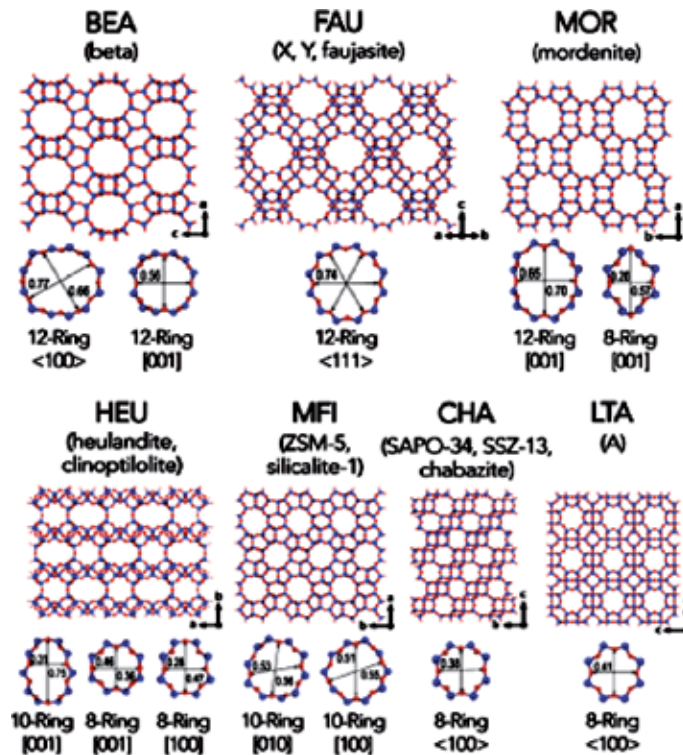 BEA
(beta)
FAU
(X, Y, faujasite)
MOR
(mordenite)
a
c
c
a
b
a
b
0.77
0.66
0.56
0.74
0.65
0.70
0.26
0.57
12-Ring
<100>
12-Ring
[001]
12-Ring
<111>
12-Ring
[001]
8-Ring
[001]
HEU
(heulandite,
clinoptilolite)
MFI
(ZSM-5,
silicalite-1)
CHA
(SAPO-34, SSZ-13,
chabazite)
LTA
(A)
b
a
a
b
c
b
c
0.31
0.75
0.46
0.36
0.28
0.47
0.53
0.56
0.51
0.55
0.38
0.41
10-Ring
[001]
8-Ring
[001]
8-Ring
[100]
10-Ring
[010]
10-Ring
[100]
8-Ring
<100>
8-Ring
<100>